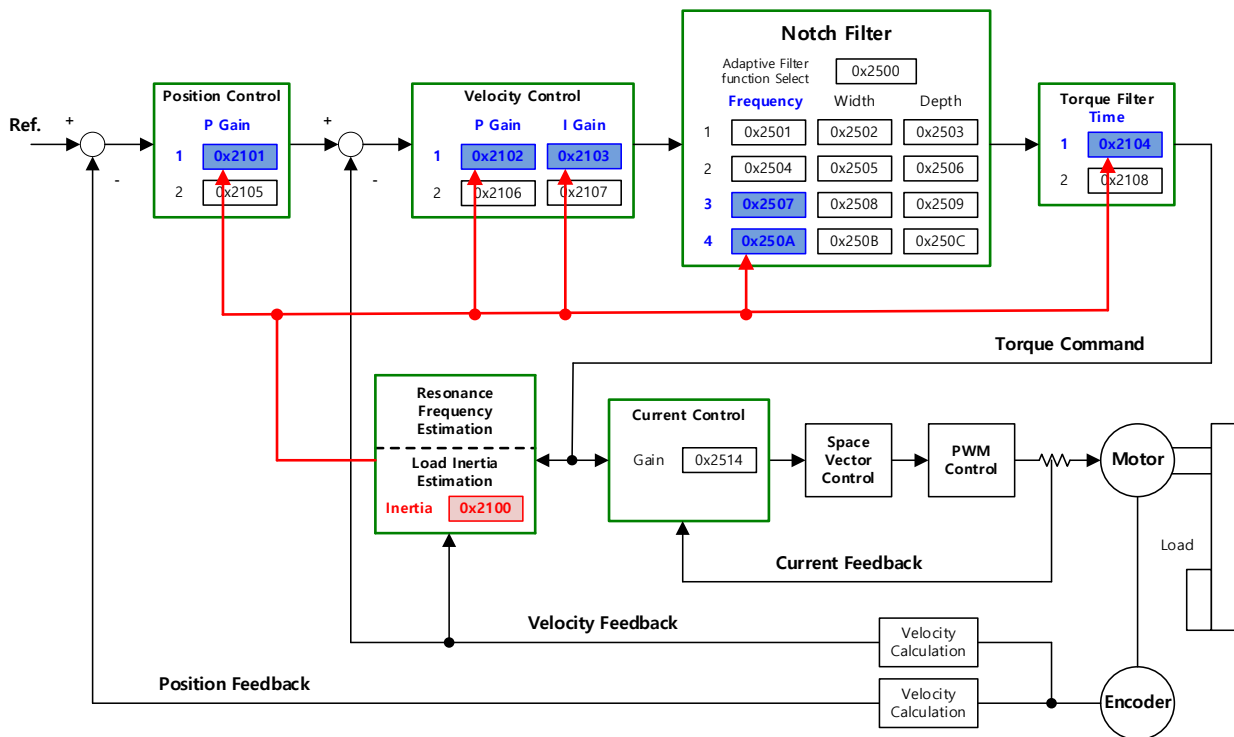 Notch Filter
Adaptive Filter
function Select
0x2500
Frequency Width Depth
1 0x2501 0x2502 0x2503
2 0x2504 0x2505 0x2506
3 0x2507 0x2508 0x2509
4 0x250A 0x250B 0x250C
Ref.
+
-
Position Control
P Gain
1 0x2101
2 0x2105
+
-
Velocity Control
P Gain I Gain
1 0x2102 0x2103
2 0x2106 0x2107
Torque Filter
Time
1 0x2104
2 0x2108
Torque Command
Resonance
Frequency
Estimation
Load Inertia
Estimation
Inertia 0x2100
Current Control
Gain 0x2514
Space
Vector
Control
PWM
Control
Motor
Load
Current Feedback
Velocity Feedback
Velocity
Calculation
Position Feedback
Velocity
Calculation
Encoder